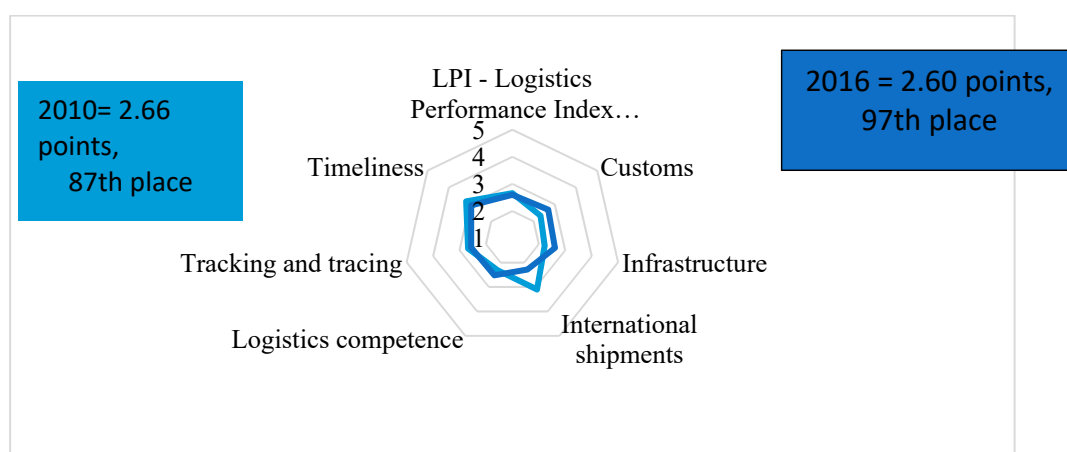 2010= 2.66
points,
87th place
2016 = 2.60 points,
97th place
LPI - Logistics
Performance Index…
5
4
3
2
1
Timeliness
Customs
Tracking and tracing
Infrastructure
Logistics competence
International
shipments